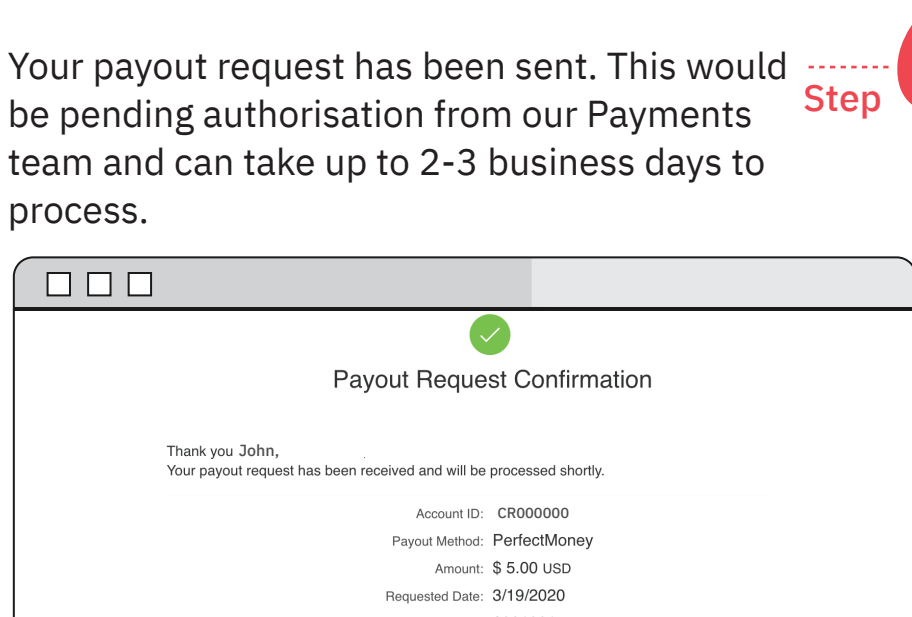 Your payout request has been sent. This would
be pending authorisation from our Payments
team and can take up to 2-3 business days to
process.
Step
Payout Request Confirmation
Thank you John,
Your payout request has been received and will be processed shortly.
Account ID: CR000000
Payout Method: PerfectMoney
Amount: $ 5.00 USD
Requested Date: 3/19/2020